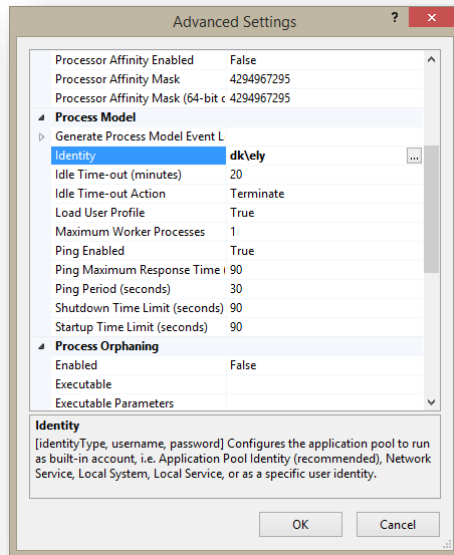 Advanced Settings
?
Processor Affinity Enabled False
Processor Affinity Mask 4294967295
Processor Affinity Mask (64-bit c 4294967295
Process Model
Generate Process Model Event L
Identity dk\ely ...
Idle Time-out (minutes) 20
Idle Time-out Action Terminate
Load User Profile True
Maximum Worker Processes 1
Ping Enabled True
Ping Maximum Response Time ( 90
Ping Period (seconds) 30
Shutdown Time Limit (seconds) 90
Startup Time Limit (seconds) 90
Process Orphaning
Enabled False
Executable
Executable Parameters
Identity
[identityType, username, password] Configures the application pool to run
as built-in account, i.e. Application Pool Identity (recommended), Network
Service, Local System, Local Service, or as a specific user identity.
OK Cancel